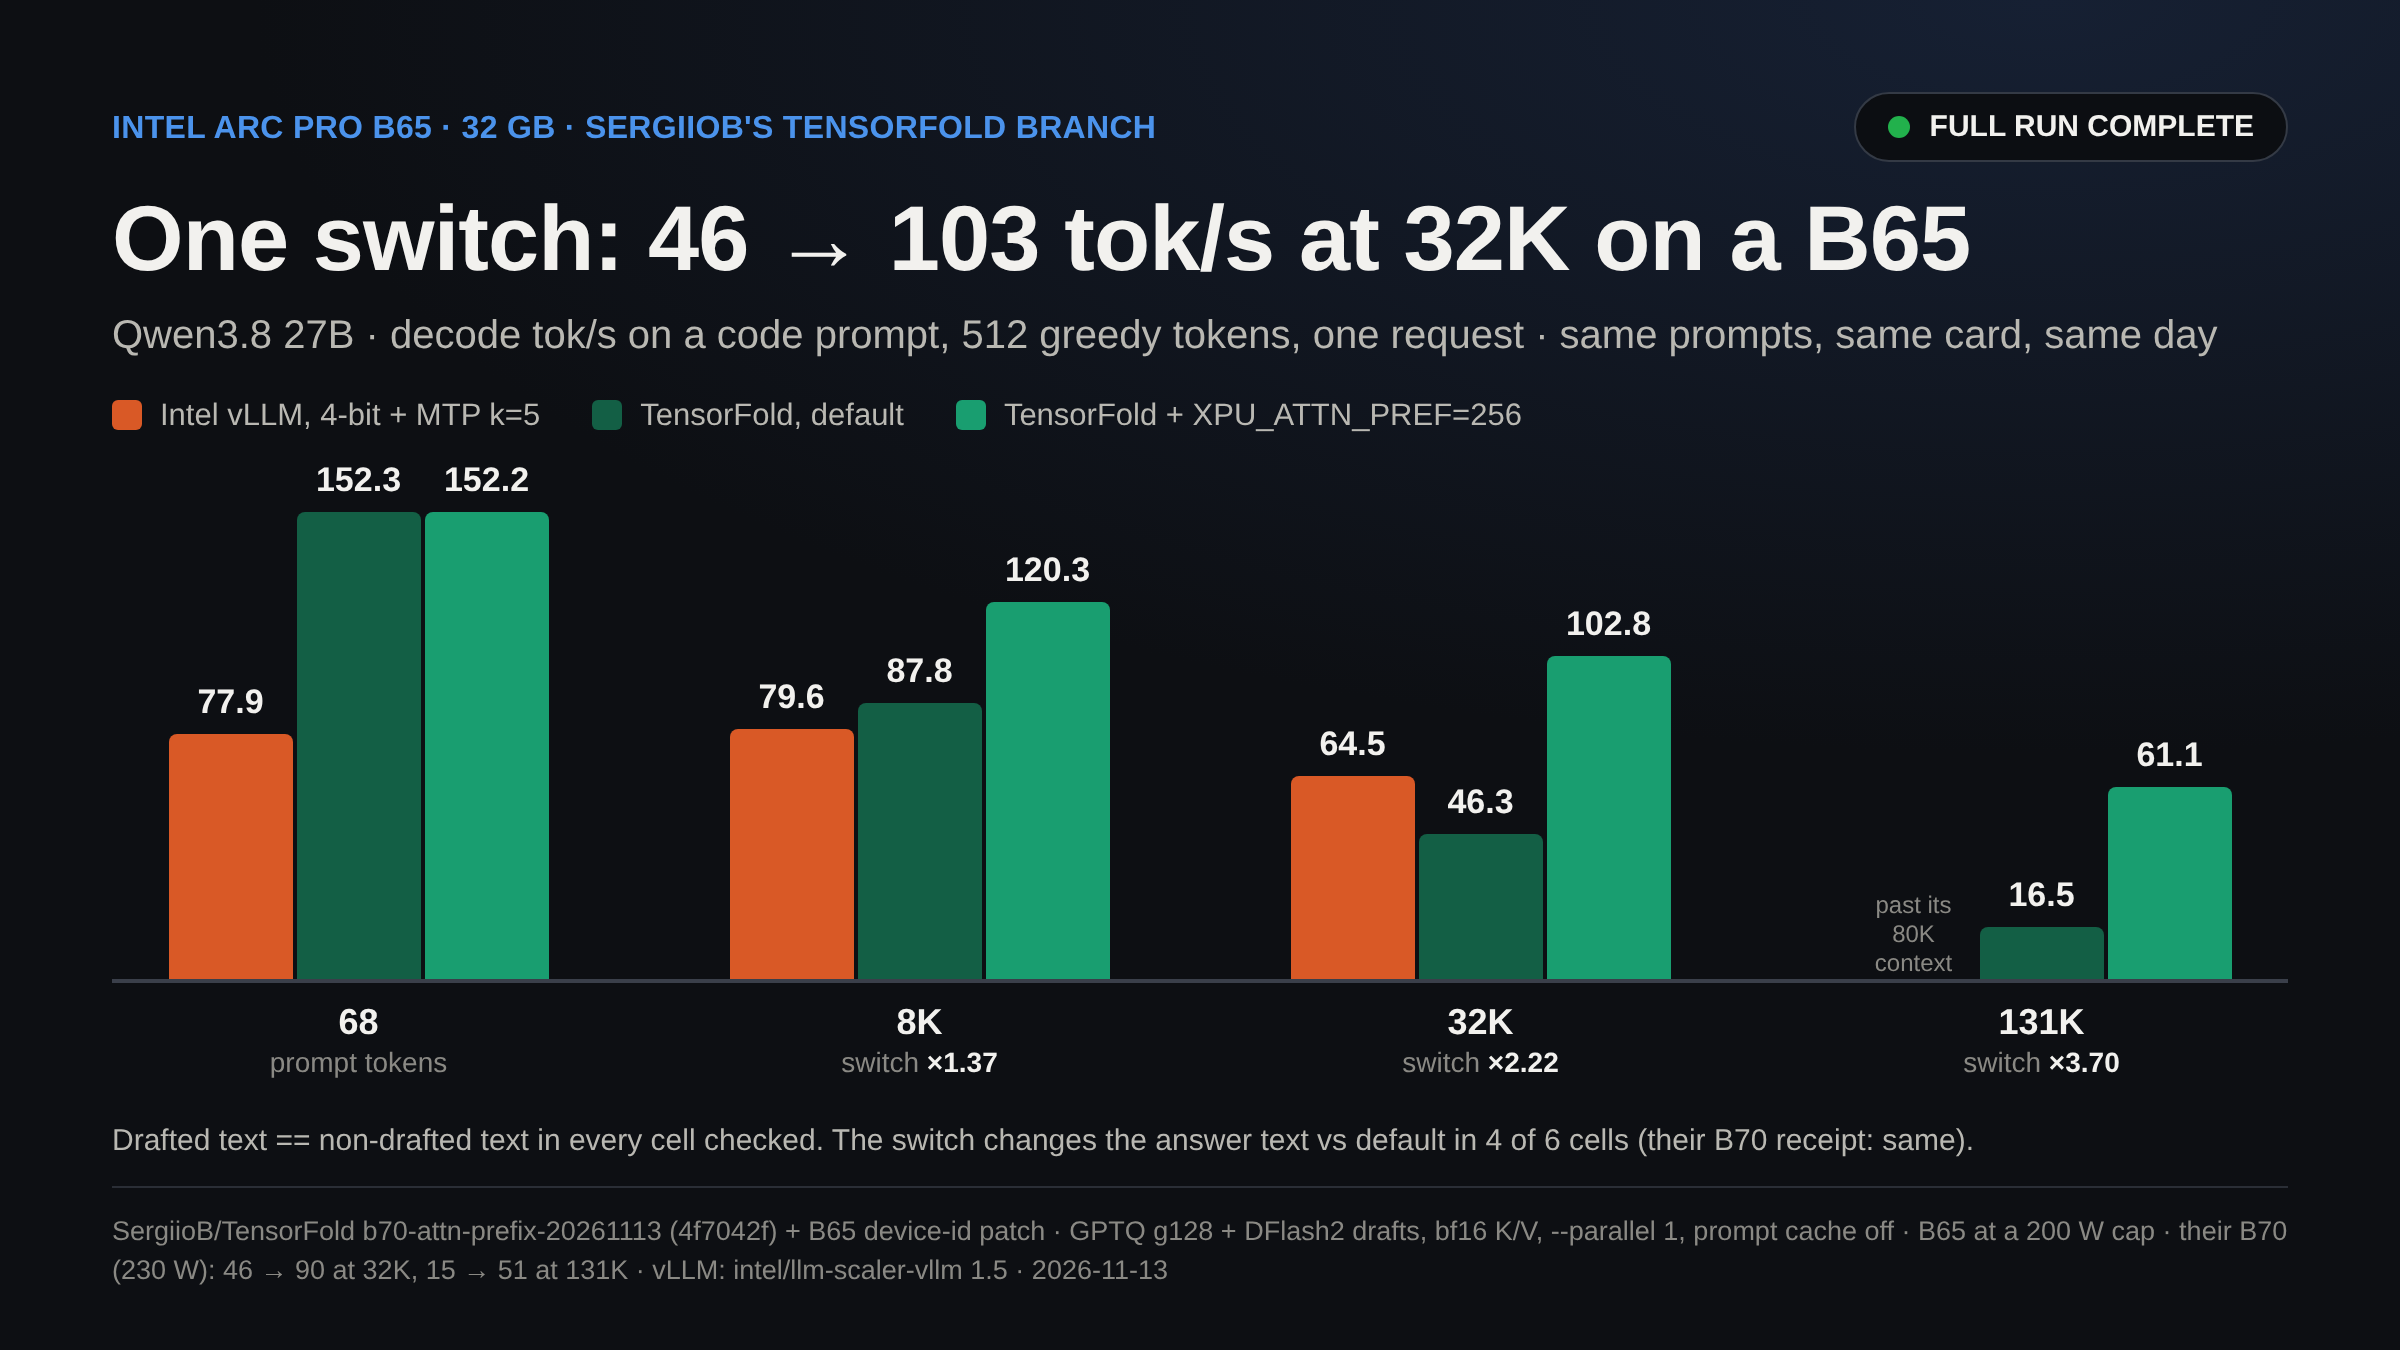 INTEL ARC PRO B65 · 32 GB · SERGIIOB'S TENSORFOLD BRANCH
FULL RUN COMPLETE
One switch: 46 → 103 tok/s at 32K on a B65
Qwen3.8 27B · decode tok/s on a code prompt, 512 greedy tokens, one request · same prompts, same card, same day
Intel vLLM, 4-bit + MTP k=5
TensorFold, default
TensorFold + XPU_ATTN_PREF=256
77.9
152.3
152.2
79.6
87.8
120.3
64.5
46.3
102.8
past its
80K
context
16.5
61.1
68
prompt tokens
8K
switch ×1.37
32K
switch ×2.22
131K
switch ×3.70
Drafted text == non-drafted text in every cell checked. The switch changes the answer text vs default in 4 of 6 cells (their B70 receipt: same).
SergiioB/TensorFold b70-attn-prefix-20261113 (4f7042f) + B65 device-id patch · GPTQ g128 + DFlash2 drafts, bf16 K/V, --parallel 1, prompt cache off · B65 at a 200 W cap · their B70
(230 W): 46 → 90 at 32K, 15 → 51 at 131K · vLLM: intel/llm-scaler-vllm 1.5 · 2026-11-13